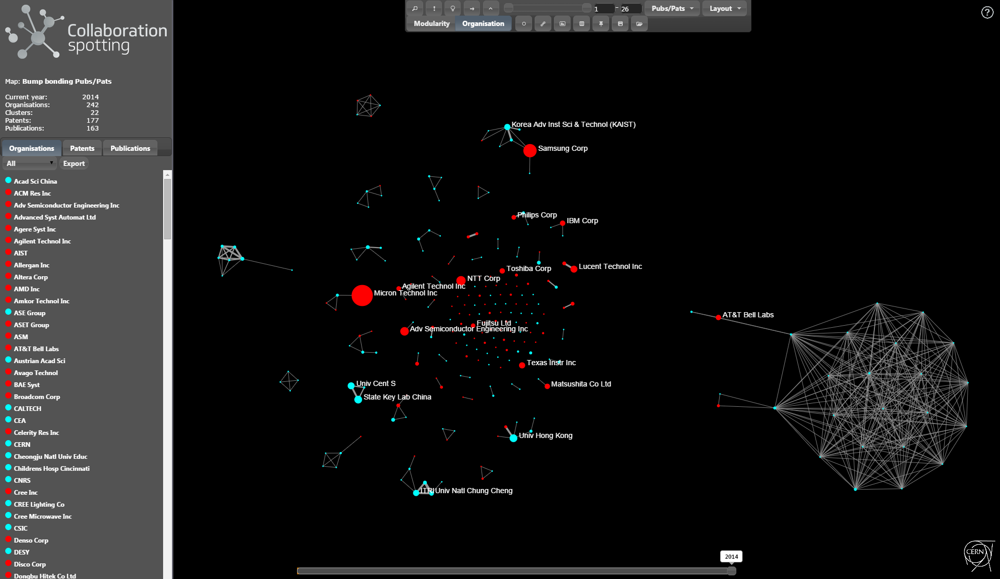 Collaboration
spotting
Map: Bump bonding Pubs/Pats
Current year: 2014
Organisations: 242
Clusters: 22
Patents: 177
Publications: 163
Organisations Patents Publications
All Export
Acad Sci China
ACM Res Inc
Adv Semiconductor Engineering Inc
Advanced Syst Automat Ltd
Agere Syst Inc
Agilent Technol Inc
AIST
Allergan Inc
Altera Corp
AMD Inc
Amkor Technol Inc
ASE Group
ASET Group
ASM
AT&T Bell Labs
Austrian Acad Sci
Avago Technol
BAE Syst
Broadcom Corp
CALTECH
CEA
Celerity Res Inc
CERN
Cheongju Natl Univ Educ
Childrens Hosp Cincinnati
CNRS
Cree Inc
CREE Lighting Co
Cree Microwave Inc
CSIC
Denso Corp
DESY
Disco Corp
Dongbu Hitek Co Ltd
1 - 26 Pubs/Pats Layout
Modularity Organisation
?
Korea Adv Inst Sci & Technol (KAIST)
Samsung Corp
Philips Corp
IBM Corp
Lucent Technol Inc
Toshiba Corp
NTT Corp
Agilent Technol Inc
Micron Technol Inc
AT&T Bell Labs
Fujitsu Ltd
Adv Semiconductor Engineering Inc
Texas Instr Inc
Univ Cent S
Matsushita Co Ltd
State Key Lab China
Univ Hong Kong
ITRI Univ Natl Chung Cheng
2014
CERN